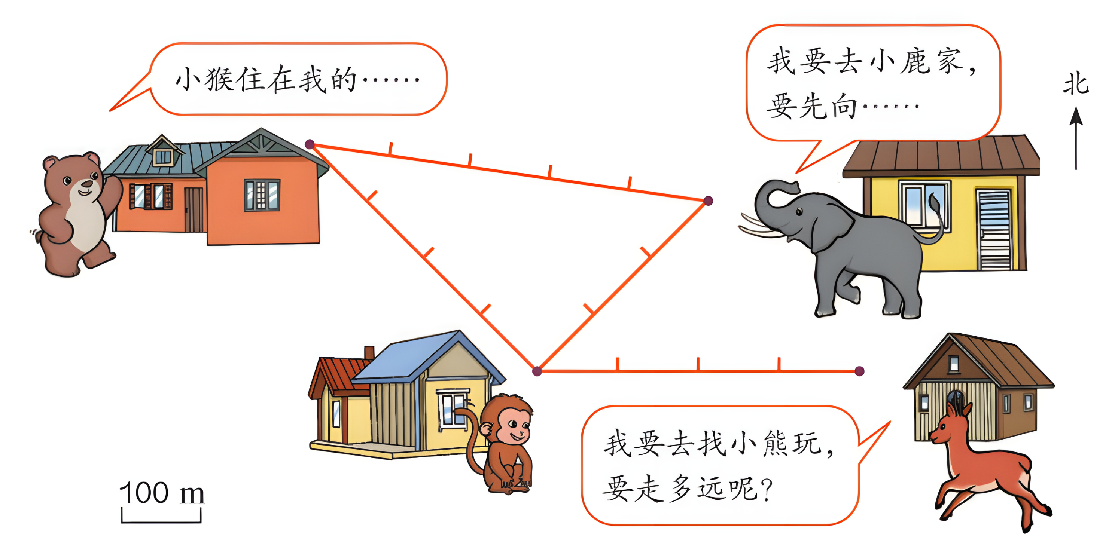 小猴住在我的……
我要去小鹿家，
要先向……
北
我要去找小熊玩，
要走多远呢？
100 m